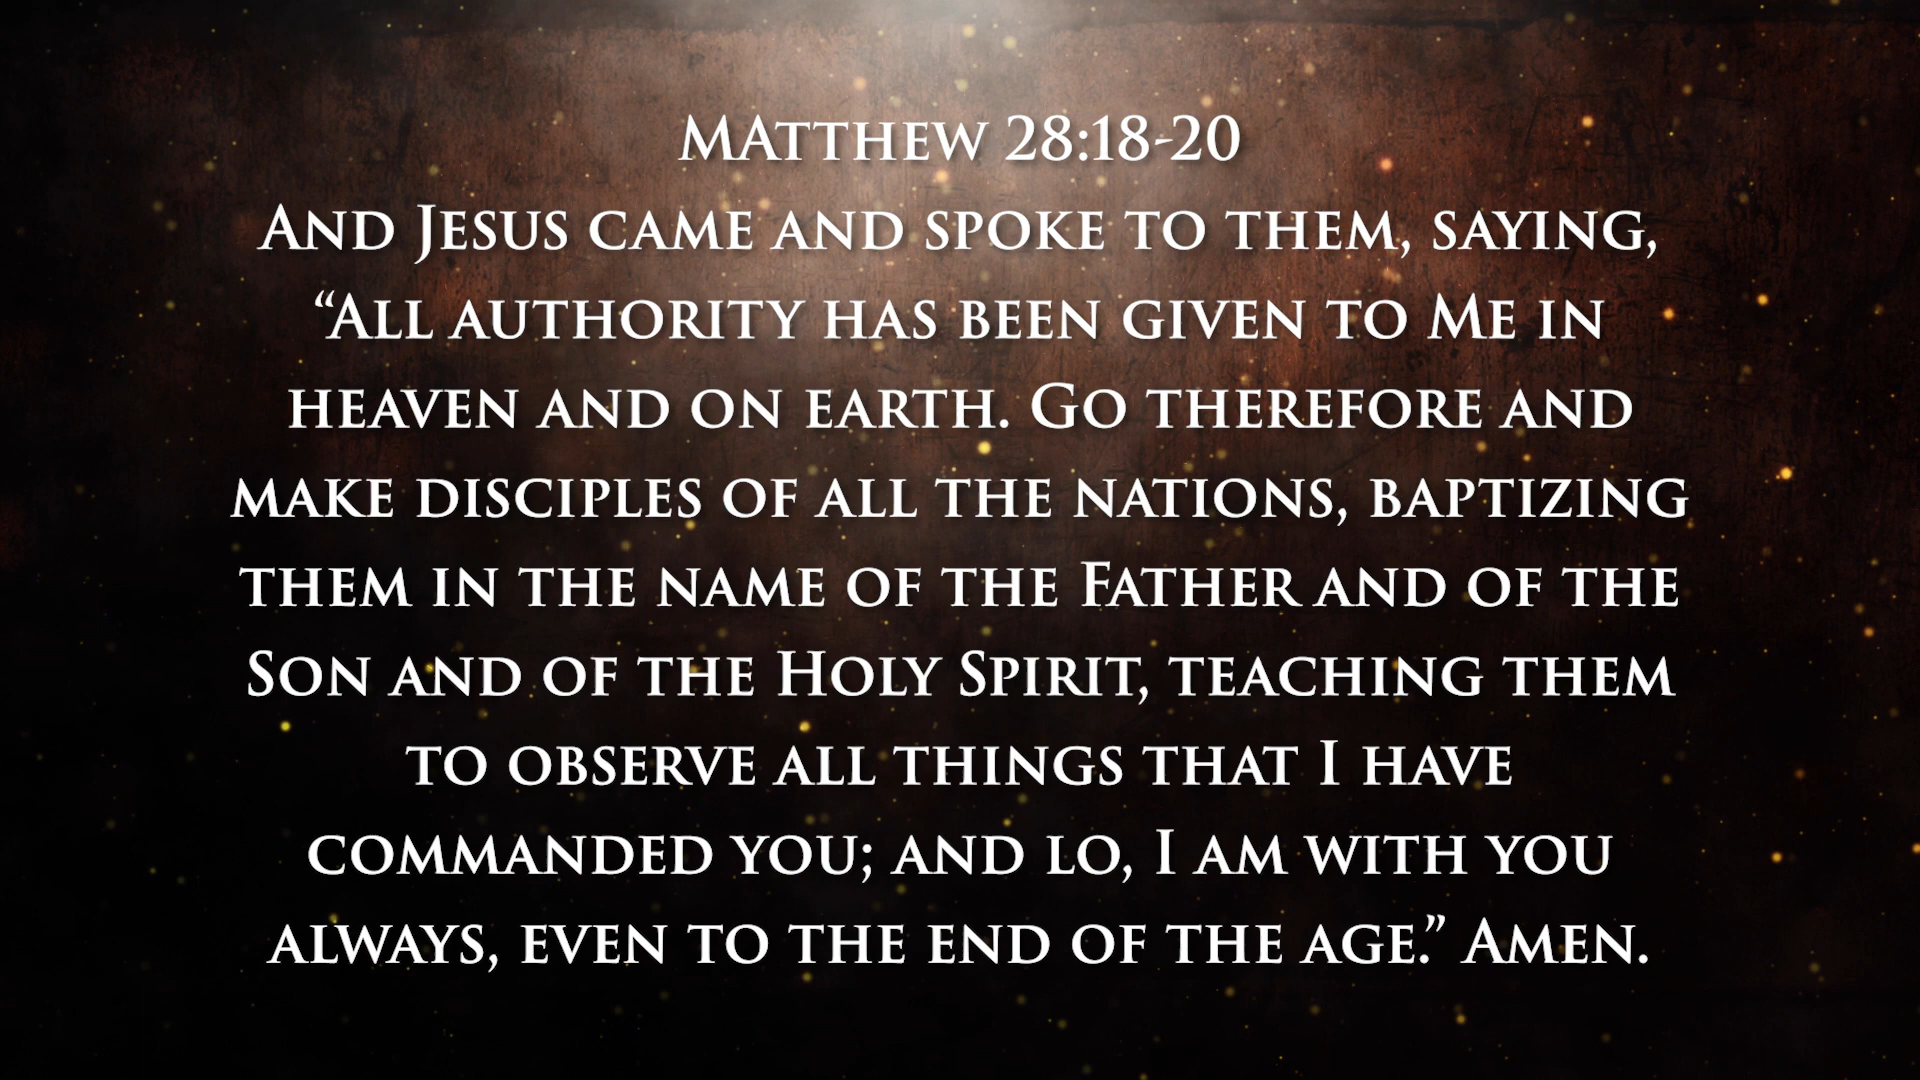 Matthew 28:18-20
And Jesus came and spoke to them, saying,
“All authority has been given to Me in
heaven and on earth. Go therefore and
make disciples of all the nations, baptizing
them in the name of the Father and of the
Son and of the Holy Spirit, teaching them
to observe all things that I have
commanded you; and lo, I am with you
always, even to the end of the age.” Amen.